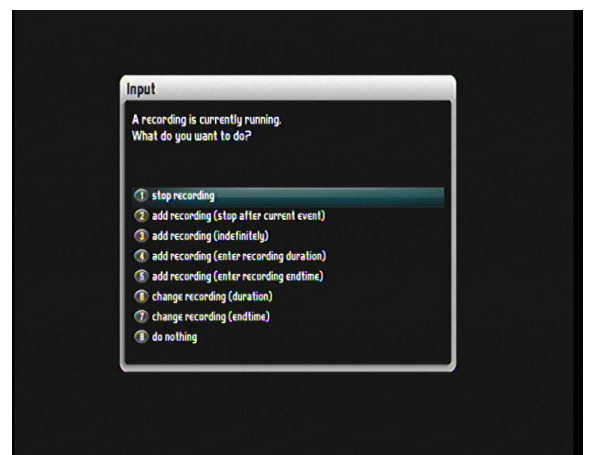 Input
A recording is currently running.
What do you want to do?
1 stop recording
2 add recording (stop after current event)
3 add recording (indefinitely)
4 add recording (enter recording duration)
5 add recording (enter recording endtime)
6 change recording (duration)
7 change recording (endtime)
8 do nothing